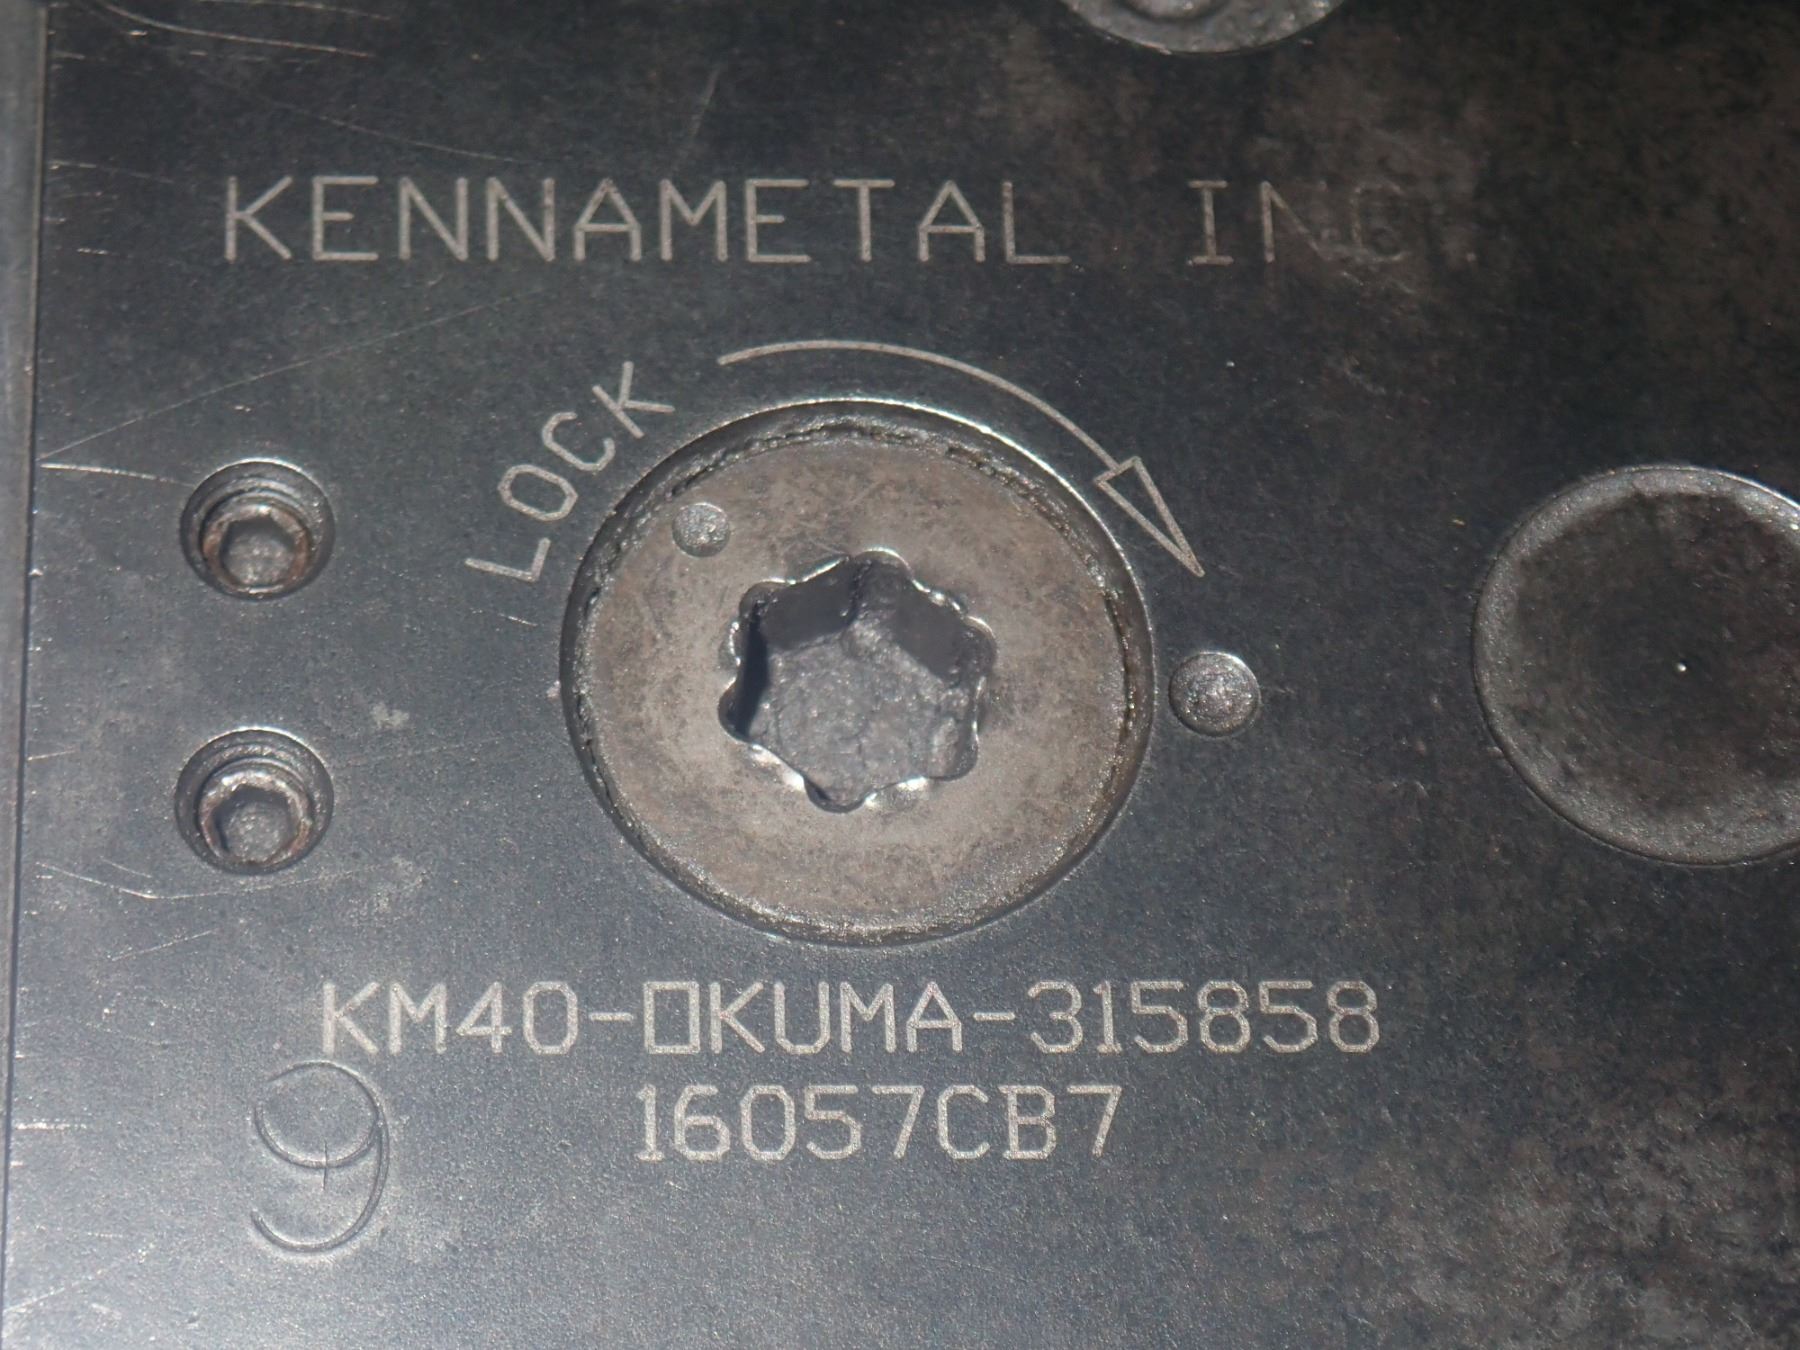 KENNAMETAL INC.
LOCK
KM40-OKUMA-315858
16057CB7
9